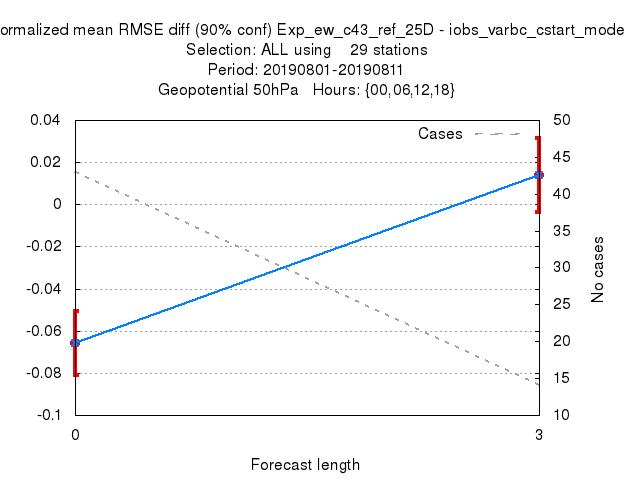 ormalized mean RMSE diff (90% conf) Exp_ew_c43_ref_25D - iobs_varbc_cstart_mode
Selection: ALL using    29 stations
Period: 20190801-20190811
Geopotential 50hPa   Hours: {00,06,12,18}
Cases
0.04
0.02
0
-0.02
-0.04
-0.06
-0.08
-0.1
50
45
40
35
30
25
20
15
10
No cases
0
3
Forecast length